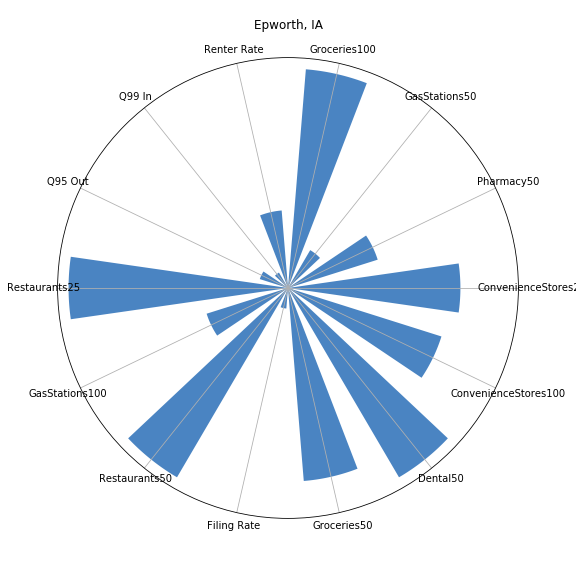 Epworth, IA
Renter Rate
Groceries100
Q99 In
GasStations50
Q95 Out
Pharmacy50
Restaurants25
ConvenienceStores2
GasStations100
ConvenienceStores100
Restaurants50
Dental50
Filing Rate
Groceries50